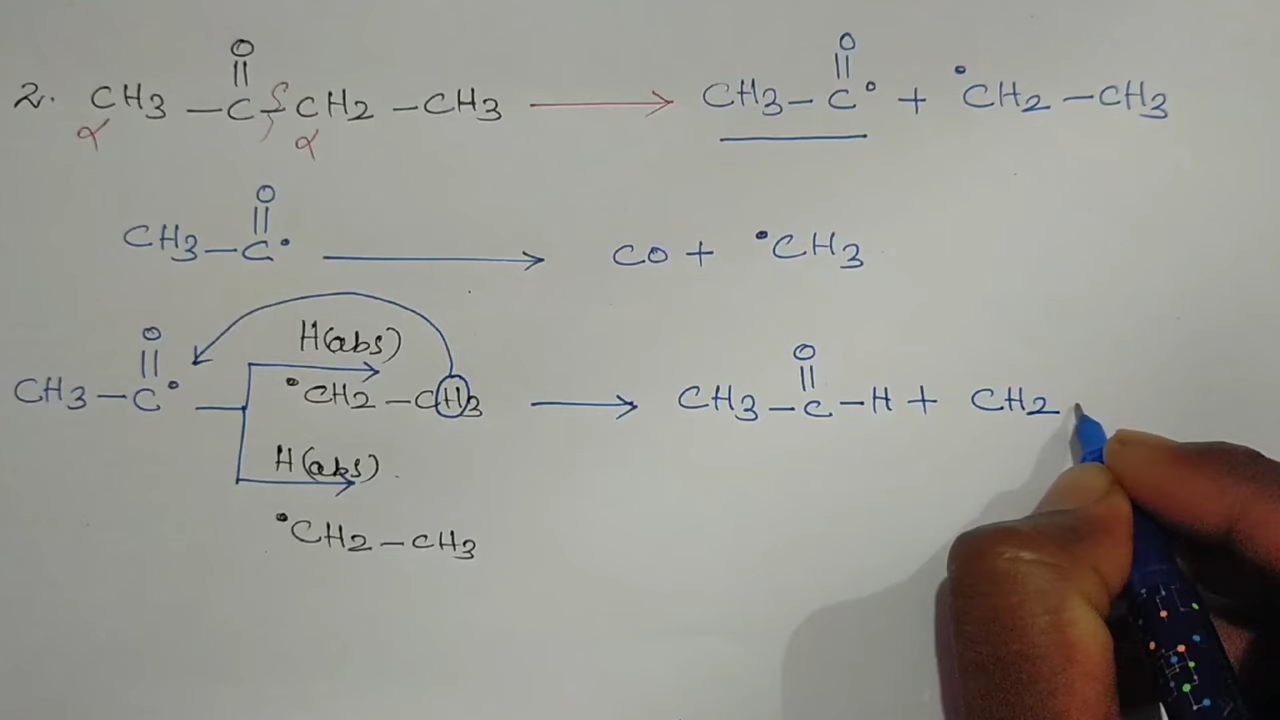 O O
2. CH3 – C – CH2 – CH3 → CH3 – C• + •CH2 – CH3
α α
O
CH3 – C• → CO + •CH3
O H(abs) O
CH3 – C• •CH2 – CH3 → CH3 – C – H + CH2
H(abs).
•CH2 – CH3